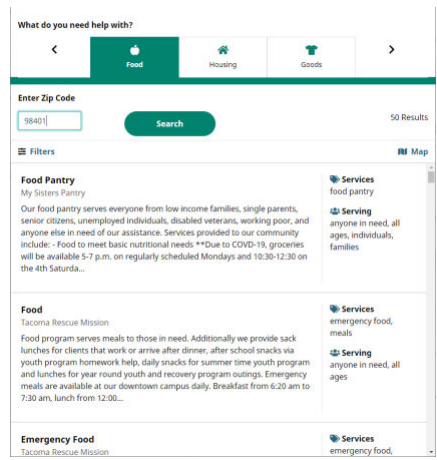 What do you need help with?
Food
Housing
Goods
Enter Zip Code
98401
Search
50 Results
Filters
Map
Food Pantry
My Sisters Pantry
Our food pantry serves everyone from low income families, single parents,
senior citizens, unemployed individuals, disabled veterans, working poor, and
anyone else in need of our assistance. Services provided to our community
include: - Food to meet basic nutritional needs **Due to COVD-19, groceries
will be available 5-7 p.m. on regularly scheduled Mondays and 10:30-12:30 on
the 4th Saturda...
Services
food pantry
Serving
anyone in need, all
ages, individuals,
families
Food
Tacoma Rescue Mission
Food program serves meals to those in need. Additionally we provide sack
lunches for clients that work or arrive after dinner, after school snacks via
youth program homework help, daily snacks for summer time youth program
and lunches for year round youth and recovery program outings. Emergency
meals are available at our downtown campus daily. Breakfast from 6:20 am to
7:30 am, lunch from 12:00...
Services
emergency food,
meals
Serving
anyone in need, all
ages
Emergency Food
Tacoma Rescue Mission
Services
emergency food,